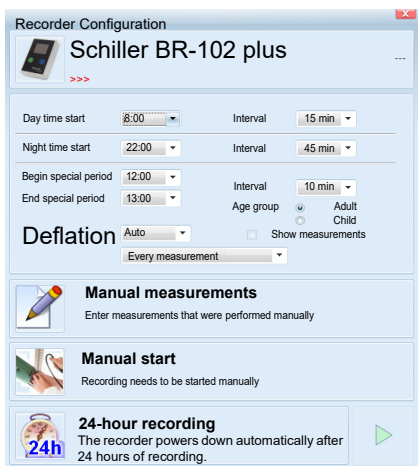 Recorder Configuration
Schiller BR-102 plus
---
>>>
Day time start 8:00 Interval 15 min
Night time start 22:00 Interval 45 min
Begin special period 12:00
End special period 13:00
Interval 10 min
Age group Adult
Child
Deflation Auto
Show measurements
Every measurement
Manual measurements
Enter measurements that were performed manually
Manual start
Recording needs to be started manually
24h
24-hour recording
The recorder powers down automatically after
24 hours of recording.